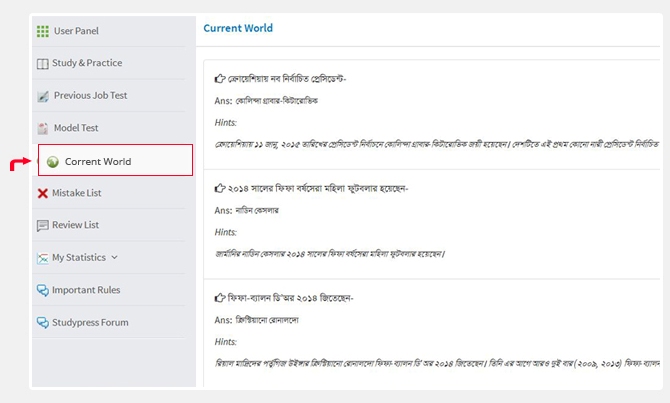 User Panel
Study & Practice
Previous Job Test
Model Test
Corrent World
Mistake List
Review List
My Statistics
Important Rules
Studypress Forum
Current World
ক্রোয়েশিয়ায় নব নির্বাচিত প্রেসিডেন্ট-
Ans: কোলিন্দা গ্রাবার-কিটারোভিক
Hints:
ক্রোয়েশিয়ায় ১১ জানু, ২০১৫ তারিখের প্রেসিডেন্ট নির্বাচনে কোলিন্দা গ্রাবার-কিটারোভিক জয়ী হয়েছেন। দেশটিতে এই প্রথম কোনো নারী প্রেসিডেন্ট নির্বাচিত
২০১৪ সালের ফিফা বর্ষসেরা মহিলা ফুটবলার হয়েছেন-
Ans: নাডিন কেসলার
Hints:
জার্মানির নাডিন কেসলার ২০১৪ সালের ফিফা বর্ষসেরা মহিলা ফুটবলার হয়েছেন।
ফিফা-ব্যালন ডি'অর ২০১৪ জিতেছেন-
Ans: ক্রিস্টিয়ানো রোনালদো
Hints:
রিয়াল মাদ্রিদের পর্তুগিজ উইঙ্গার ক্রিস্টিয়ানো রোনালদো ফিফা-ব্যালন ডি'অর ২০১৪ জিতেছেন। তিনি এর আগে আরও দুই বার (২০০৯, ২০১৩) ফিফা-ব্যালন